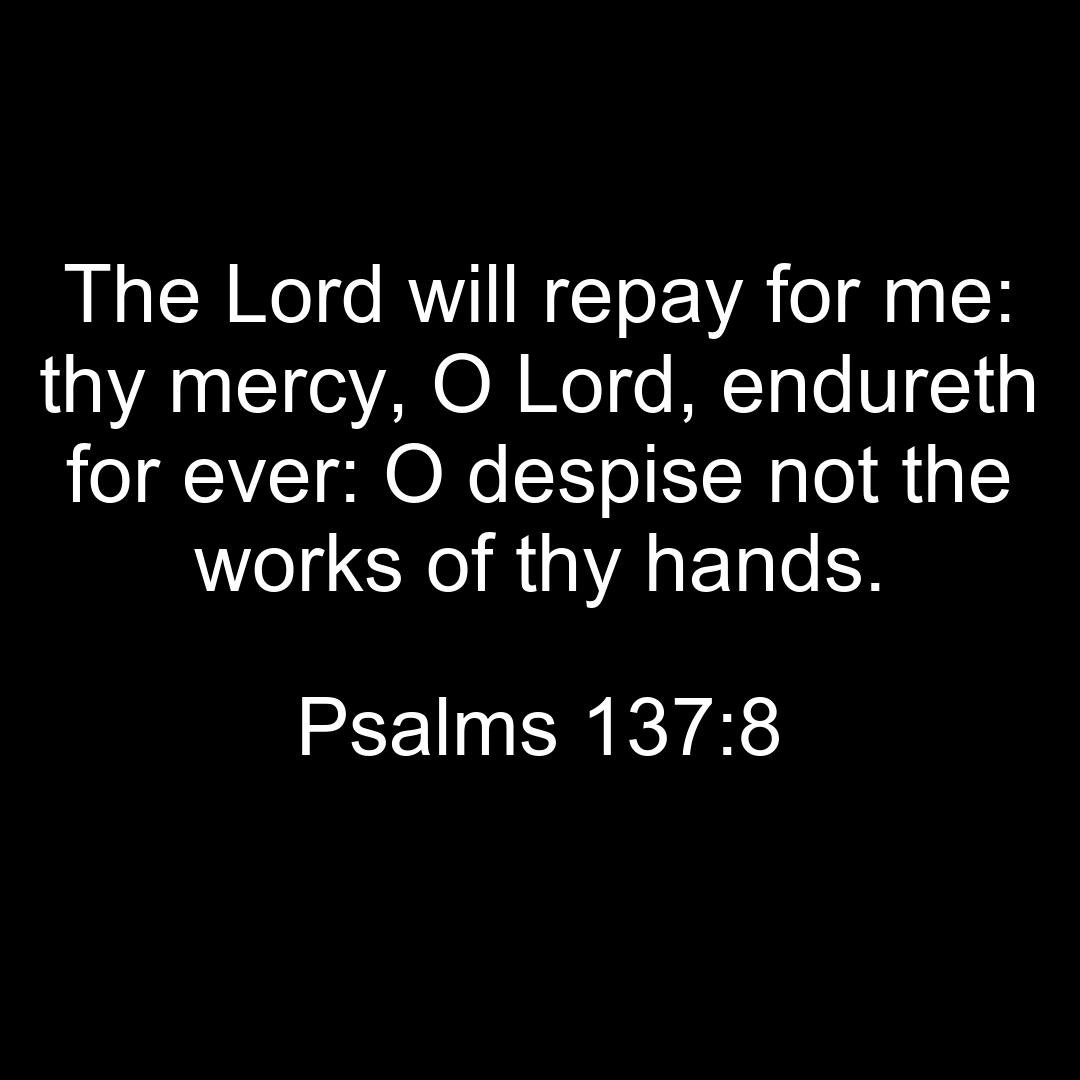 The Lord will repay for me:
thy mercy, O Lord, endureth
for ever: O despise not the
works of thy hands.
Psalms 137:8